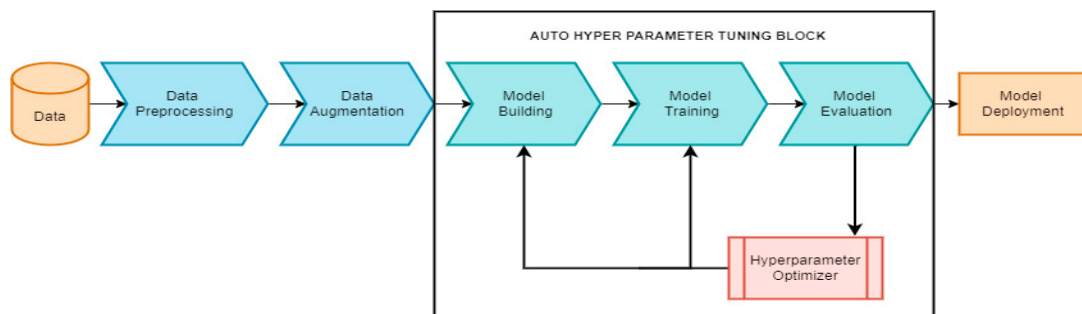 AUTO HYPER PARAMETER TUNING BLOCK
Data
Data
Preprocessing
Data
Augmentation
Model
Building
Model
Training
Model
Evaluation
Model
Deployment
Hyperparameter
Optimizer